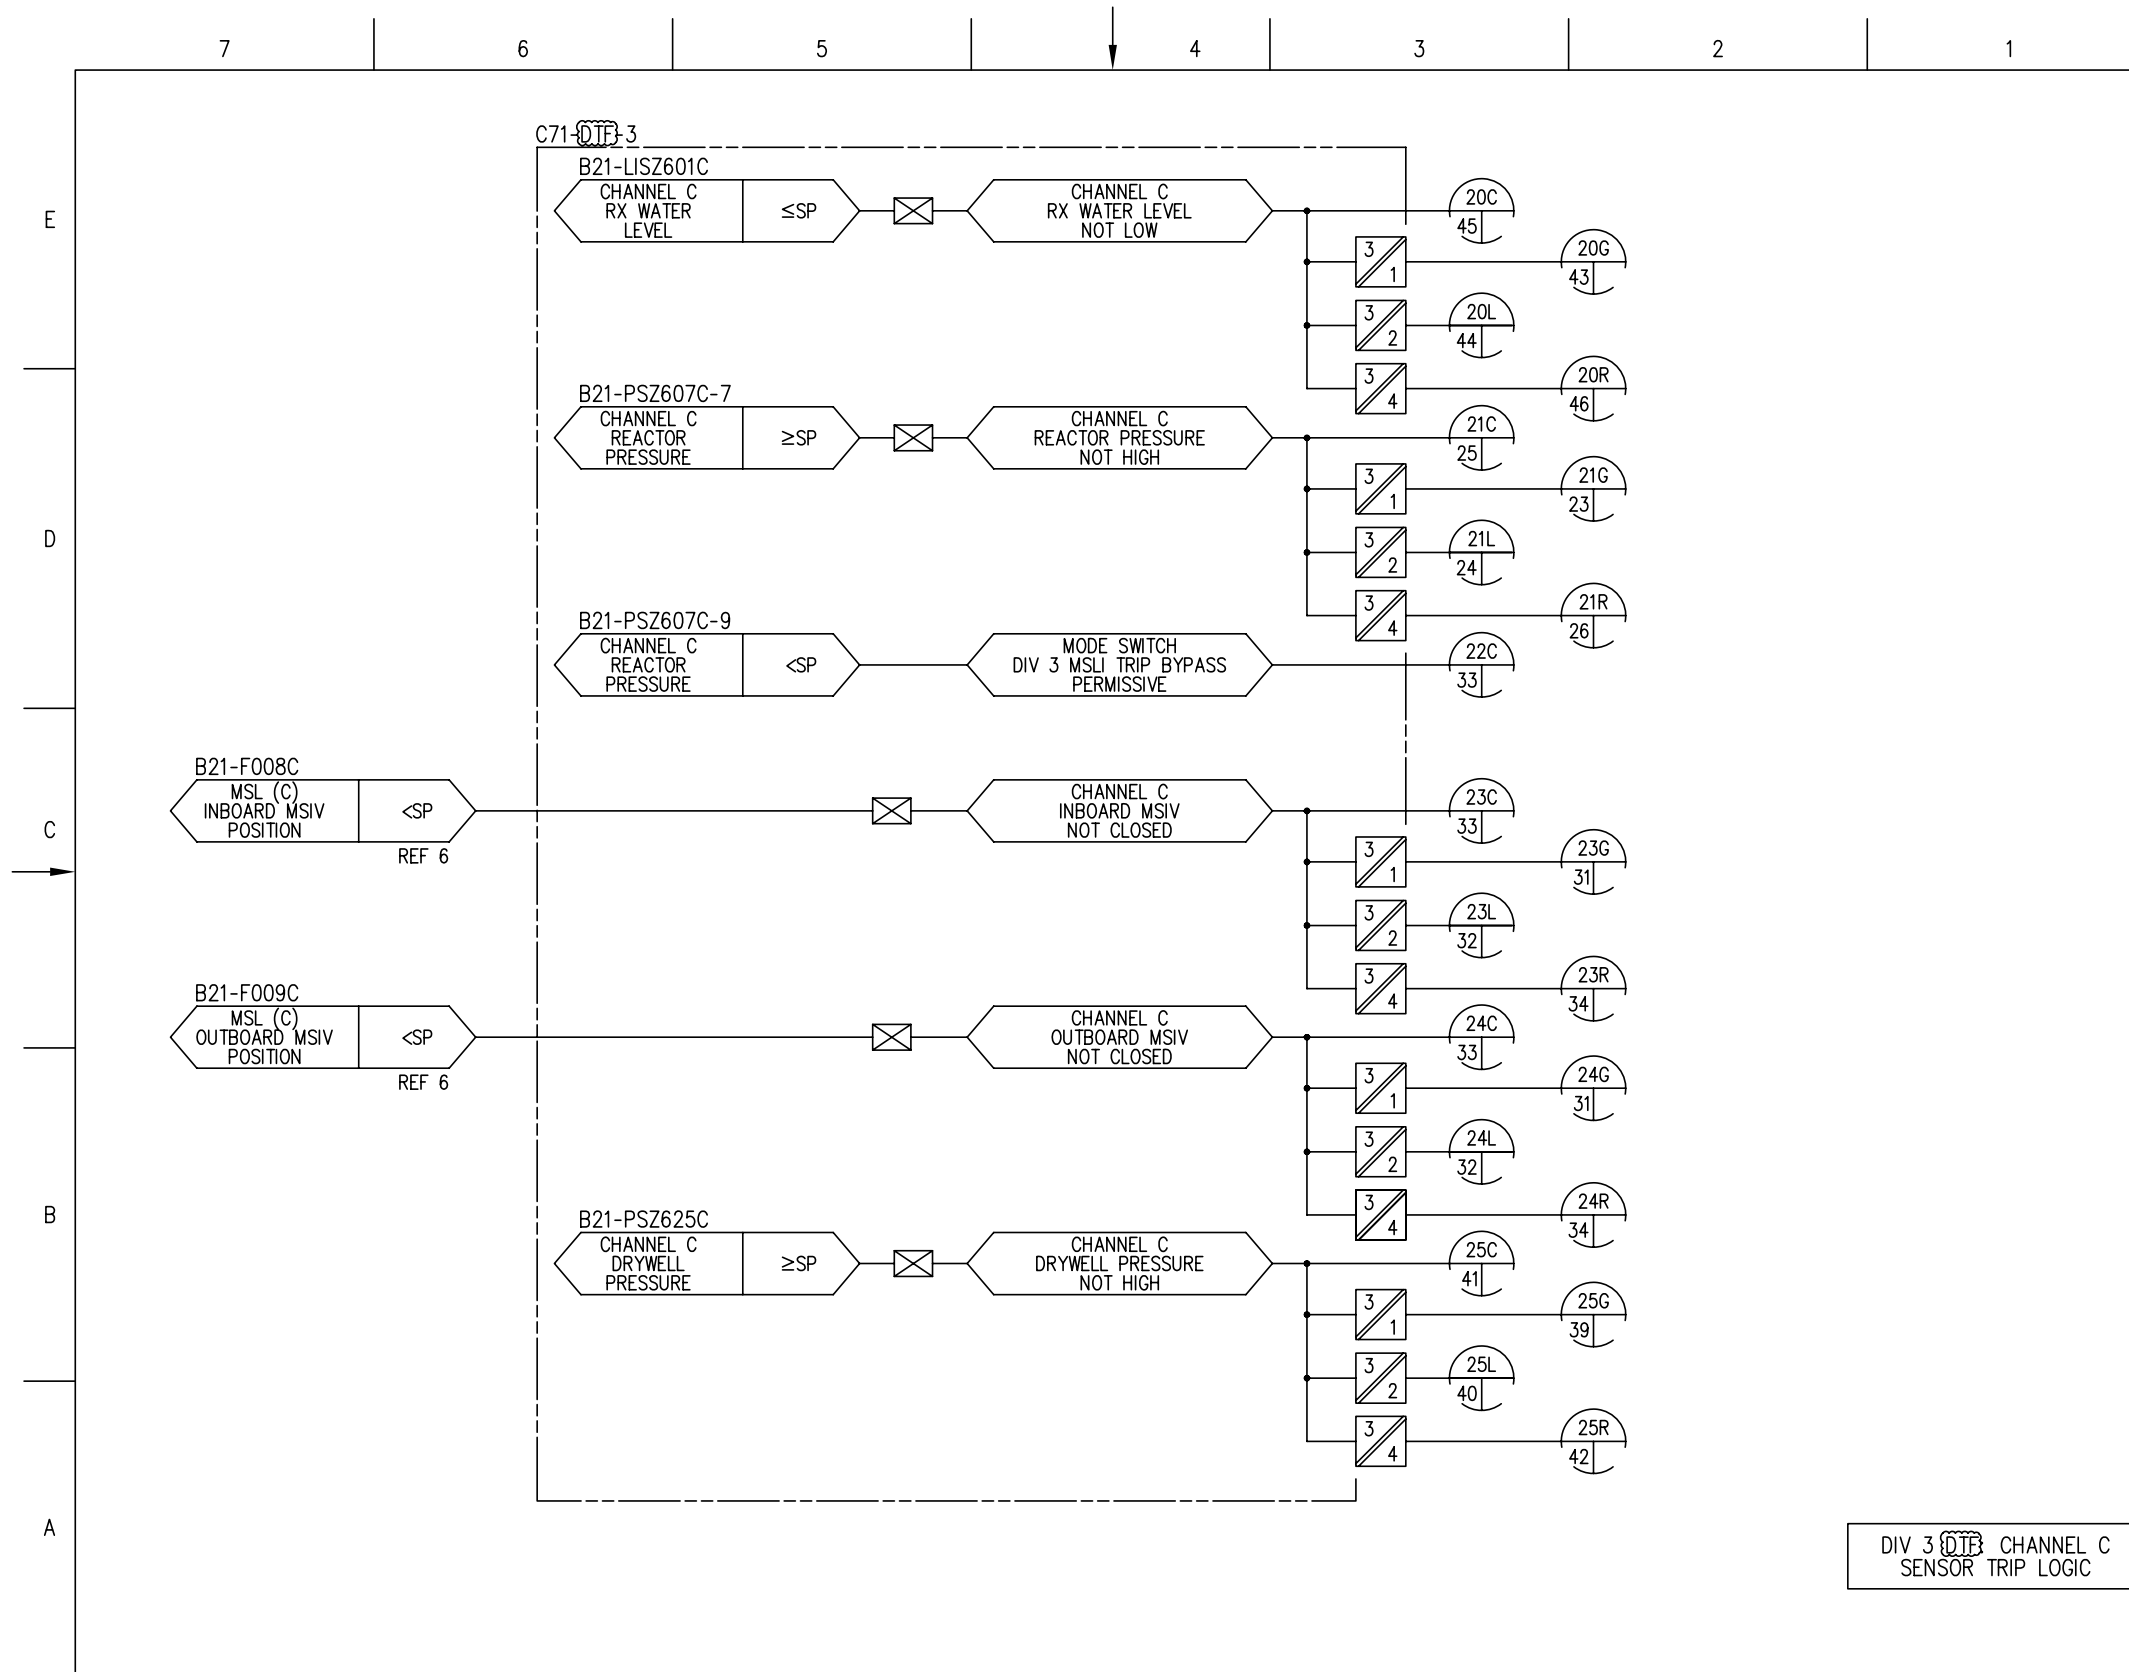 7 6 5 4 3 2 1
C71-DTF-3
B21-LISZ601C
CHANNEL C
RX WATER
LEVEL
≤SP
CHANNEL C
RX WATER LEVEL
NOT LOW
20C
45
3
1
20G
43
3
2
20L
44
3
4
20R
46
E
B21-PSZ607C-7
CHANNEL C
REACTOR
PRESSURE
≥SP
CHANNEL C
REACTOR PRESSURE
NOT HIGH
21C
25
3
1
21G
23
3
2
21L
24
3
4
21R
26
D
B21-PSZ607C-9
CHANNEL C
REACTOR
PRESSURE
<SP
MODE SWITCH
DIV 3 MSLI TRIP BYPASS
PERMISSIVE
22C
33
B21-F008C
MSL (C)
INBOARD MSIV
POSITION
<SP
REF 6
CHANNEL C
INBOARD MSIV
NOT CLOSED
23C
33
3
1
23G
31
3
2
23L
32
3
4
23R
34
C
B21-F009C
MSL (C)
OUTBOARD MSIV
POSITION
<SP
REF 6
CHANNEL C
OUTBOARD MSIV
NOT CLOSED
24C
33
3
1
24G
31
3
2
24L
32
3
4
24R
34
B
B21-PSZ625C
CHANNEL C
DRYWELL
PRESSURE
≥SP
CHANNEL C
DRYWELL PRESSURE
NOT HIGH
25C
41
3
1
25G
39
3
2
25L
40
3
4
25R
42
A
DIV 3 DTF CHANNEL C
SENSOR TRIP LOGIC